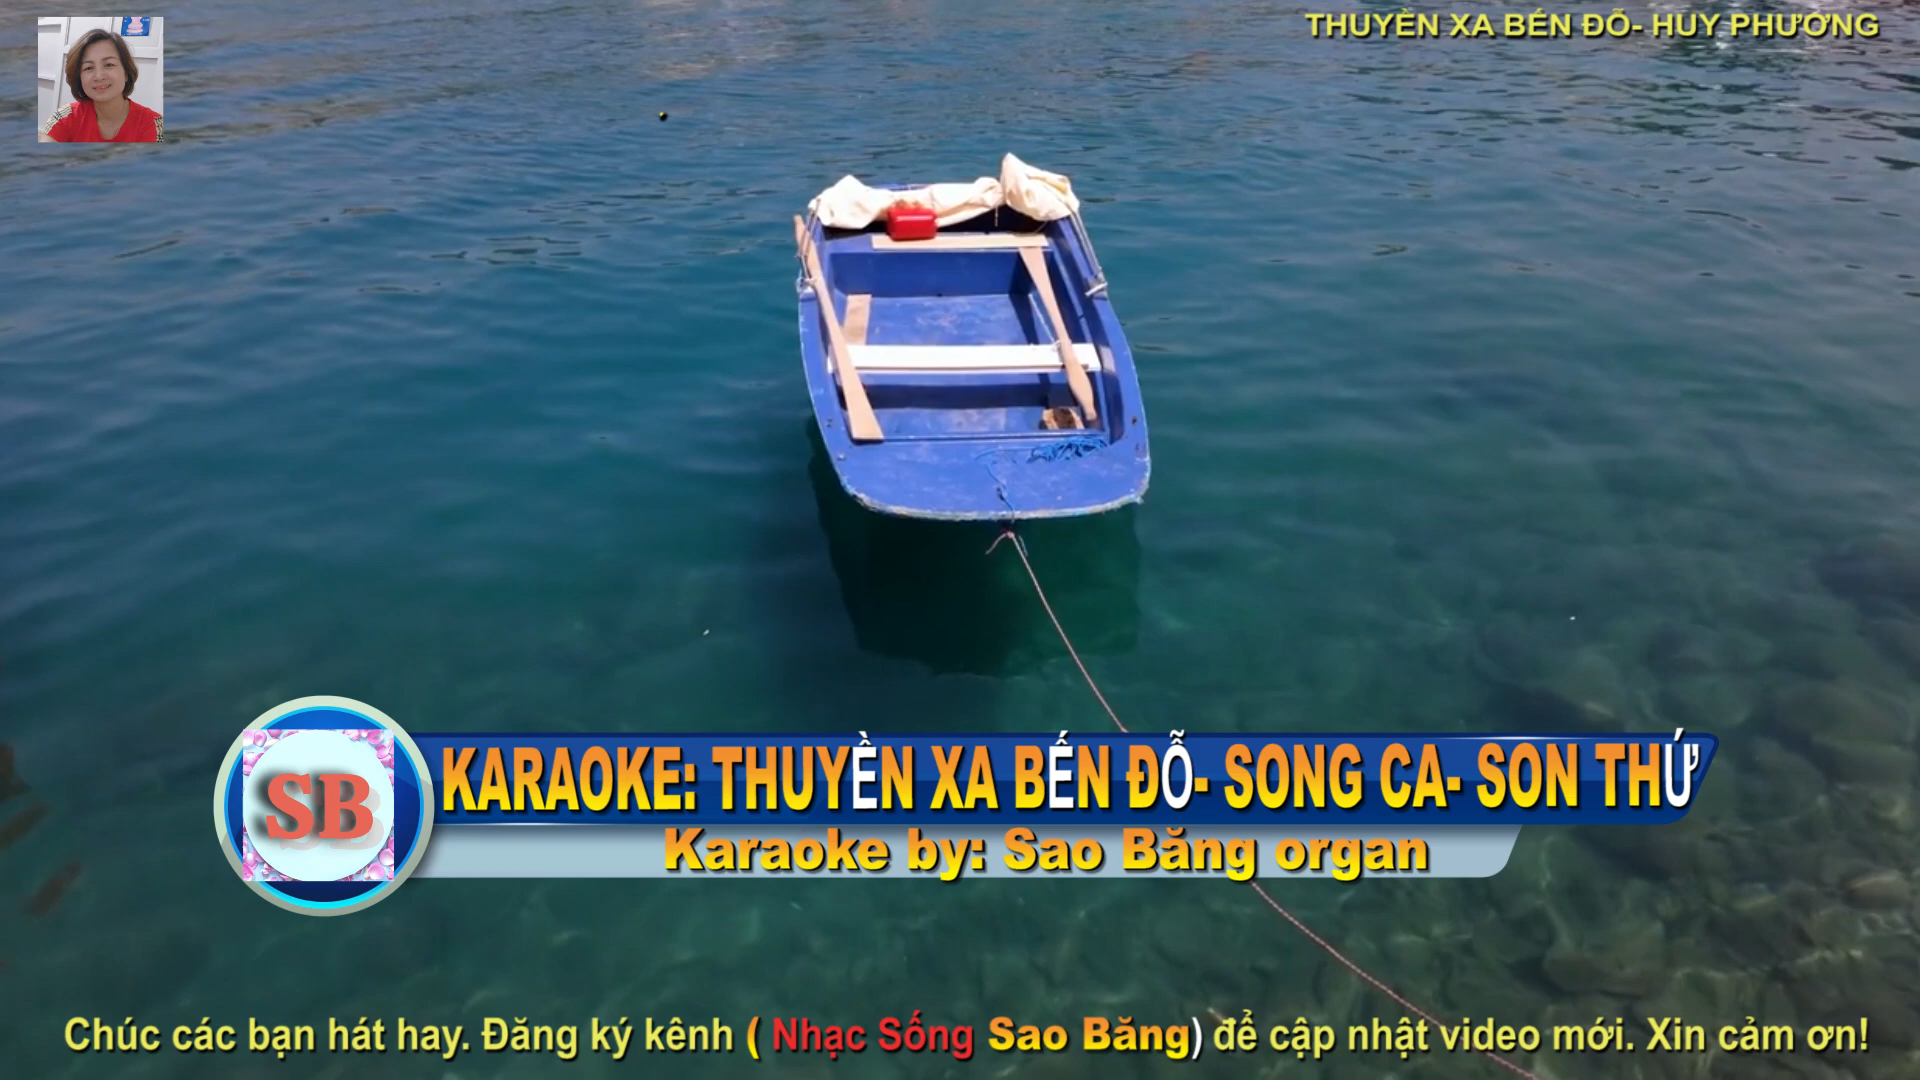 THUYỀN XA BẾN ĐỖ- HUY PHƯƠNG
KARAOKE: THUYỀN XA BẾN ĐỖ- SONG CA- SON THỨ
SB
Karaoke by: Sao Băng organ
Chúc các bạn hát hay. Đăng ký kênh ( Nhạc Sống Sao Băng) để cập nhật video mới. Xin cảm ơn!